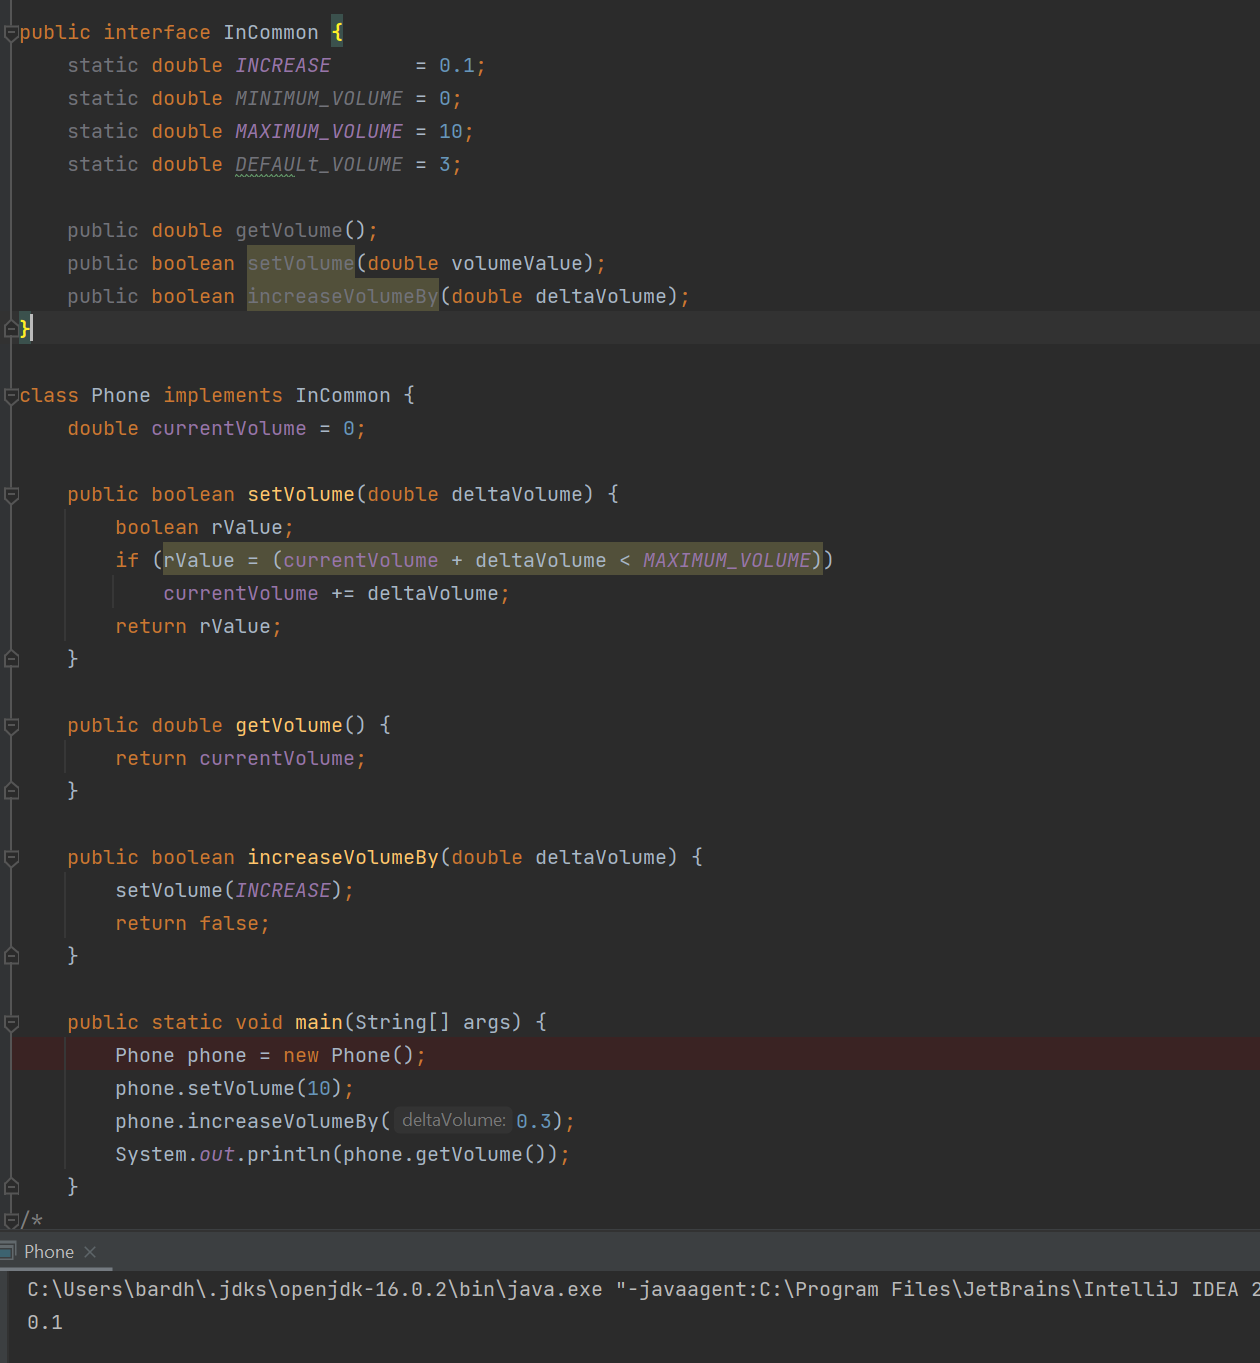 public interface InCommon {
    static double INCREASE       = 0.1;
    static double MINIMUM_VOLUME = 0;
    static double MAXIMUM_VOLUME = 10;
    static double DEFAULt_VOLUME = 3;

    public double getVolume();
    public boolean setVolume(double volumeValue);
    public boolean increaseVolumeBy(double deltaVolume);
}

class Phone implements InCommon {
    double currentVolume = 0;

    public boolean setVolume(double deltaVolume) {
        boolean rValue;
        if (rValue = (currentVolume + deltaVolume < MAXIMUM_VOLUME))
            currentVolume += deltaVolume;
        return rValue;
    }

    public double getVolume() {
        return currentVolume;
    }

    public boolean increaseVolumeBy(double deltaVolume) {
        setVolume(INCREASE);
        return false;
    }

    public static void main(String[] args) {
        Phone phone = new Phone();
        phone.setVolume(10);
        phone.increaseVolumeBy( deltaVolume: 0.3);
        System.out.println(phone.getVolume());
    }
/*
Phone ×
C:\Users\bardh\.jdks\openjdk-16.0.2\bin\java.exe "-javaagent:C:\Program Files\JetBrains\IntelliJ IDEA 2
0.1